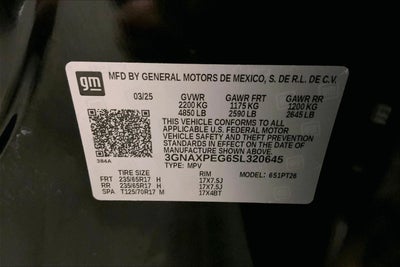 gm
MFD BY GENERAL MOTORS DE MEXICO, S. DE R.L. DE C.V.
03/25 GVWR GAWR FRT GAWR RR
2200 KG 1175 KG 1200 KG
4850 LB 2590 LB 2645 LB
THIS VEHICLE CONFORMS TO ALL
APPLICABLE U.S. FEDERAL MOTOR VEHICLE
SAFETY AND THEFT PREVENTION
STANDARDS IN EFFECT ON THE DATE OF
MANUFACTURE SHOWN ABOVE.
3GNAXPEG6SL320645
384A TYPE: MPV
TIRE SIZE RIM MODEL: 6S1PT26
FRT 235/65R17 H 17X7.5J
RR 235/65R17 H 17X7.5J
SPA T125/70R17 M 17X4BT